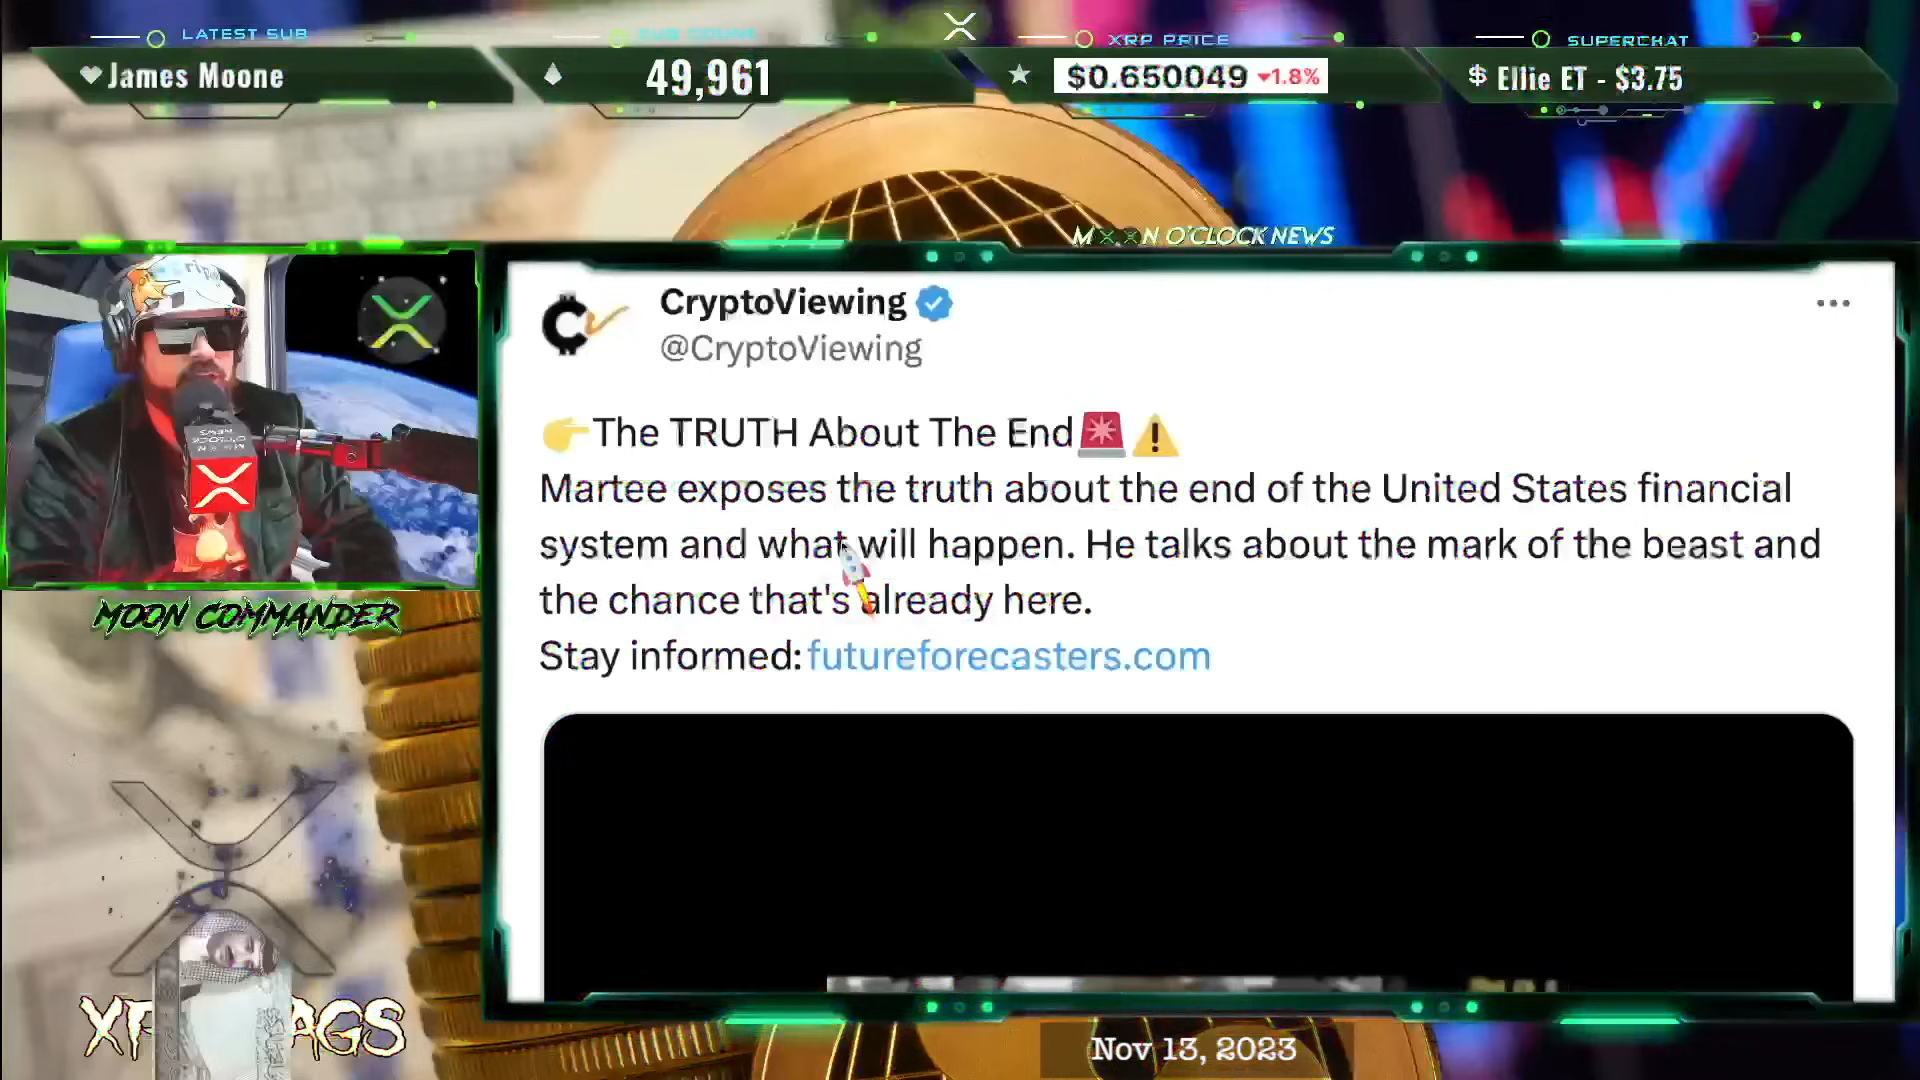 LATEST SUB
James Moone
SUB COUNT
49,961
XRP PRICE
$0.650049 ▾1.8%
SUPERCHAT
$ Ellie ET - $3.75
O'CLOCK NEWS
CryptoViewing
@CryptoViewing
👉The TRUTH About The End🚨⚠️
Martee exposes the truth about the end of the United States financial
system and what will happen. He talks about the mark of the beast and
the chance that's already here.
Stay informed: futureforecasters.com
MOON COMMANDER
Nov 13, 2023